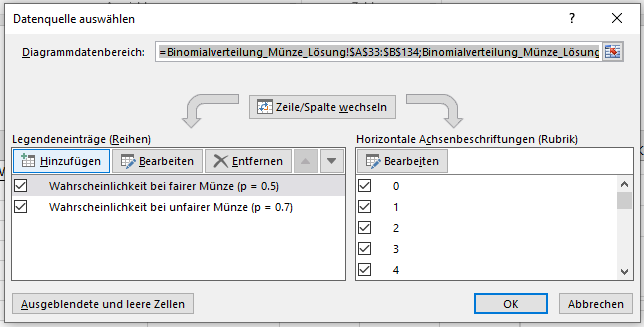 Datenquelle auswählen
Diagrammdatenbereich: =Binomialverteilung_Münze_Lösung!$A$33:$B$134;Binomialverteilung_Münze_Lösung
Zeile/Spalte wechseln
Legendeneinträge (Reihen)
Hinzufügen Bearbeiten Entfernen
Wahrscheinlichkeit bei fairer Münze (p = 0.5)
Wahrscheinlichkeit bei unfairer Münze (p = 0.7)
Horizontale Achsenbeschriftungen (Rubrik)
Bearbeiten
0
1
2
3
4
Ausgeblendete und leere Zellen
OK Abbrechen